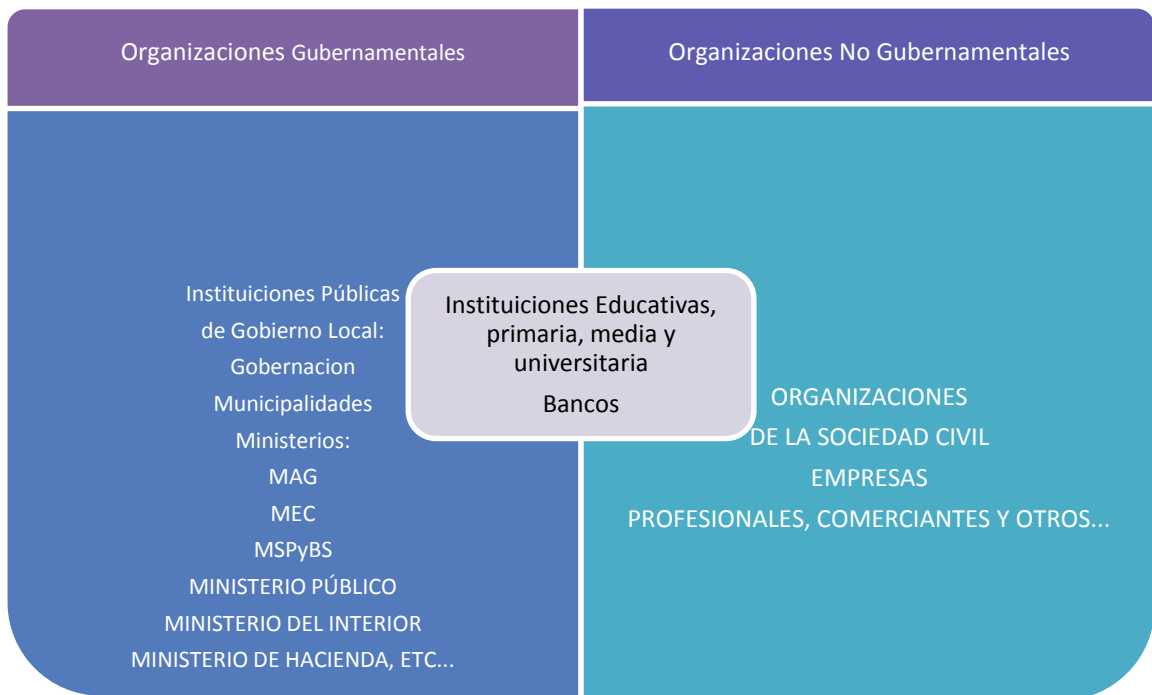 Organizaciones Gubernamentales
Organizaciones No Gubernamentales
Instituiciones Públicas
de Gobierno Local:
Gobernacion
Municipalidades
Ministerios:
MAG
MEC
MSPyBS
MINISTERIO PÚBLICO
MINISTERIO DEL INTERIOR
MINISTERIO DE HACIENDA, ETC...
Instituiciones Educativas,
primaria, media y
universitaria
Bancos
ORGANIZACIONES
DE LA SOCIEDAD CIVIL
EMPRESAS
PROFESIONALES, COMERCIANTES Y OTROS...